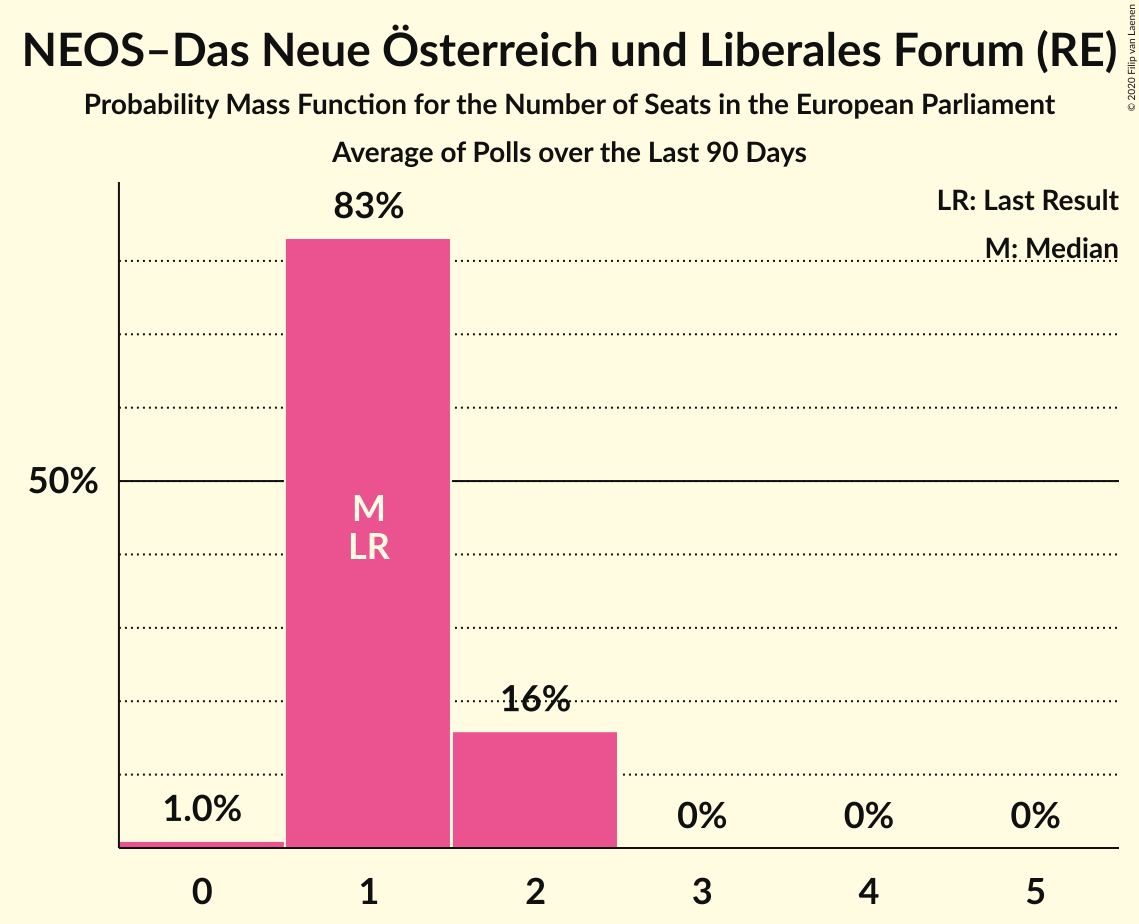 NEOS–Das Neue Österreich und Liberales Forum (RE)
Probability Mass Function for the Number of Seats in the European Parliament
Average of Polls over the Last 90 Days
© 2020 Filip van Laenen
LR: Last Result
M: Median
83%
50%
M
LR
16%
1.0%
0%
0%
0%
0
1
2
3
4
5